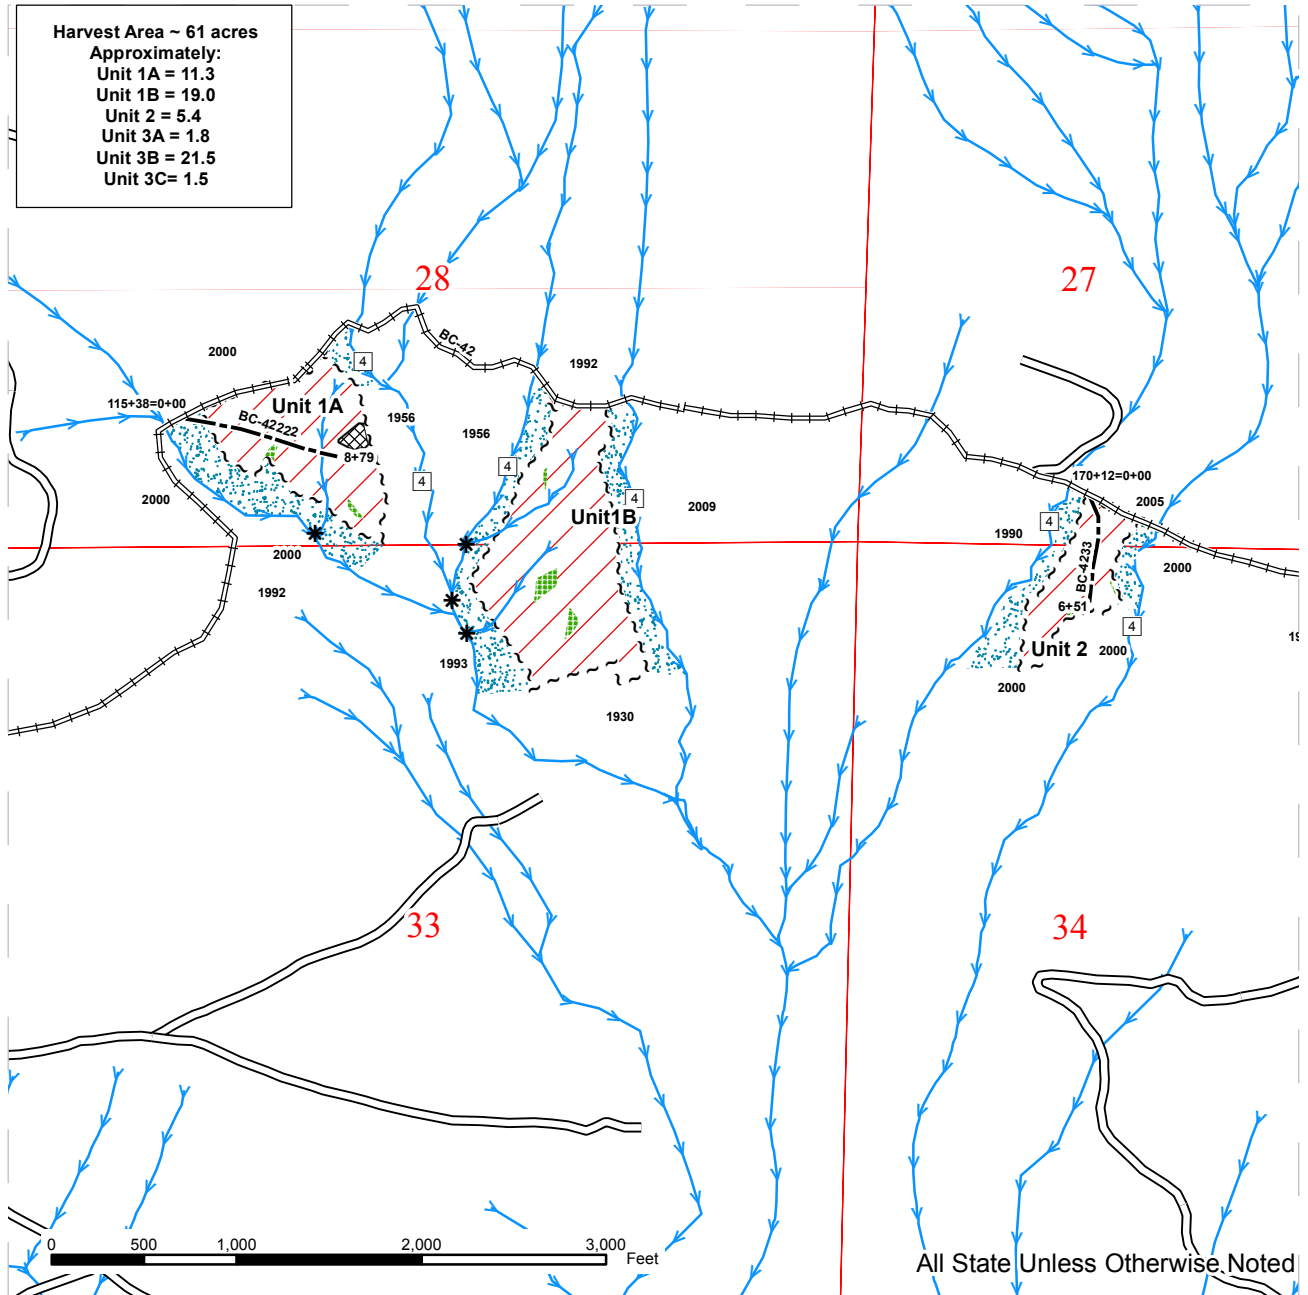 Harvest Area ~ 61 acres
Approximately:
Unit 1A = 11.3
Unit 1B = 19.0
Unit 2 = 5.4
Unit 3A = 1.8
Unit 3B = 21.5
Unit 3C= 1.5
28
27
BC-42
2000
1992
4
115+38=0+00
Unit 1A
BC-42222
1956
1956
8+79
4
4
4
170+12=0+00
2000
2009
2005
Unit1B
4
1990
2000
2000
BC-4233
1992
6+51
4
Unit 2
2000
1993
2000
1930
33
34
0
500
1,000
2,000
3,000
Feet
All State Unless Otherwise Noted